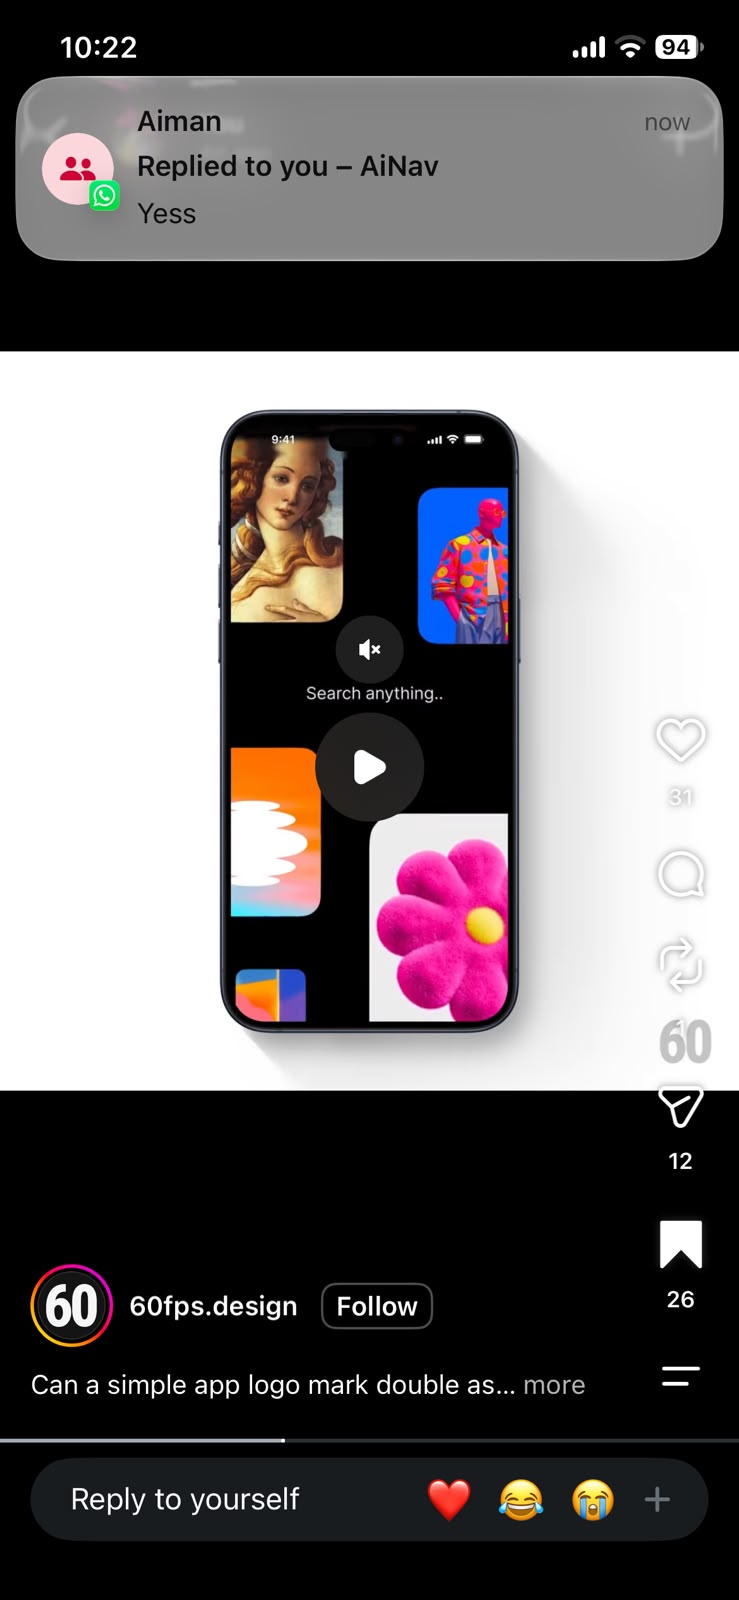 10:22
94
Aiman
now
Replied to you – AiNav
Yess
9:41
Search anything..
31
60
12
26
60
60fps.design
Follow
Can a simple app logo mark double as... more
Reply to yourself